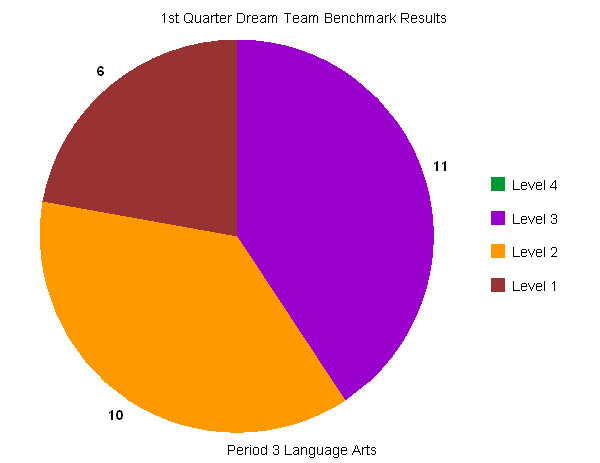 1st Quarter Dream Team Benchmark Results
6
11
10
Level 4
Level 3
Level 2
Level 1
Period 3 Language Arts